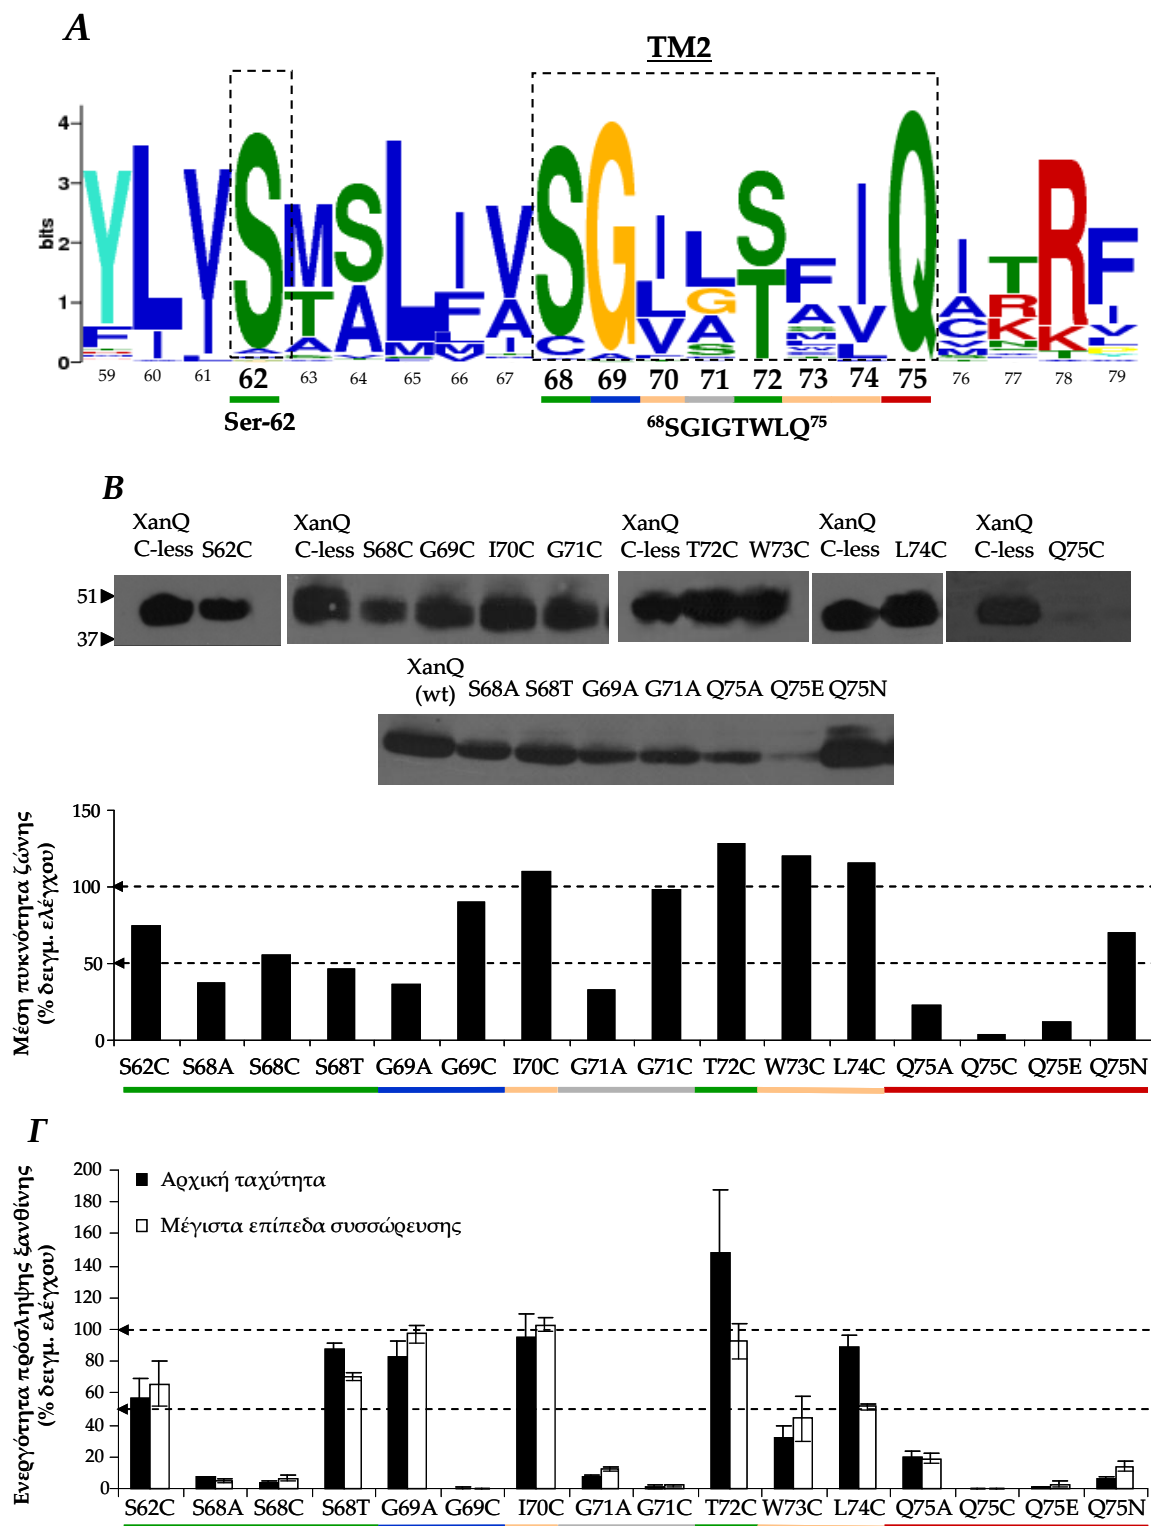 A
TM2
4
3
2
1
0
bits
59 60 61 62 63 64 65 66 67 68 69 70 71 72 73 74 75 76 77 78 79
Ser-62
⁶⁸SGIGTWLQ⁷⁵
B
XanQ C-less S62C
XanQ C-less S68C G69C I70C G71C
XanQ C-less T72C W73C
XanQ C-less L74C
XanQ C-less Q75C
51
37
XanQ (wt) S68A S68T G69A G71A Q75A Q75E Q75N
Μέση πυκνότητα ζώνης
(% δειγμ. ελέγχου)
150
100
50
0
S62C S68A S68C S68T G69A G69C I70C G71A G71C T72C W73C L74C Q75A Q75C Q75E Q75N
Γ
Ενεργότητα πρόσληψης ξανθίνης
(% δειγμ. ελέγχου)
200
180
160
140
120
100
80
60
40
20
0
Αρχική ταχύτητα
Μέγιστα επίπεδα συσσώρευσης
S62C S68A S68C S68T G69A G69C I70C G71A G71C T72C W73C L74C Q75A Q75C Q75E Q75N